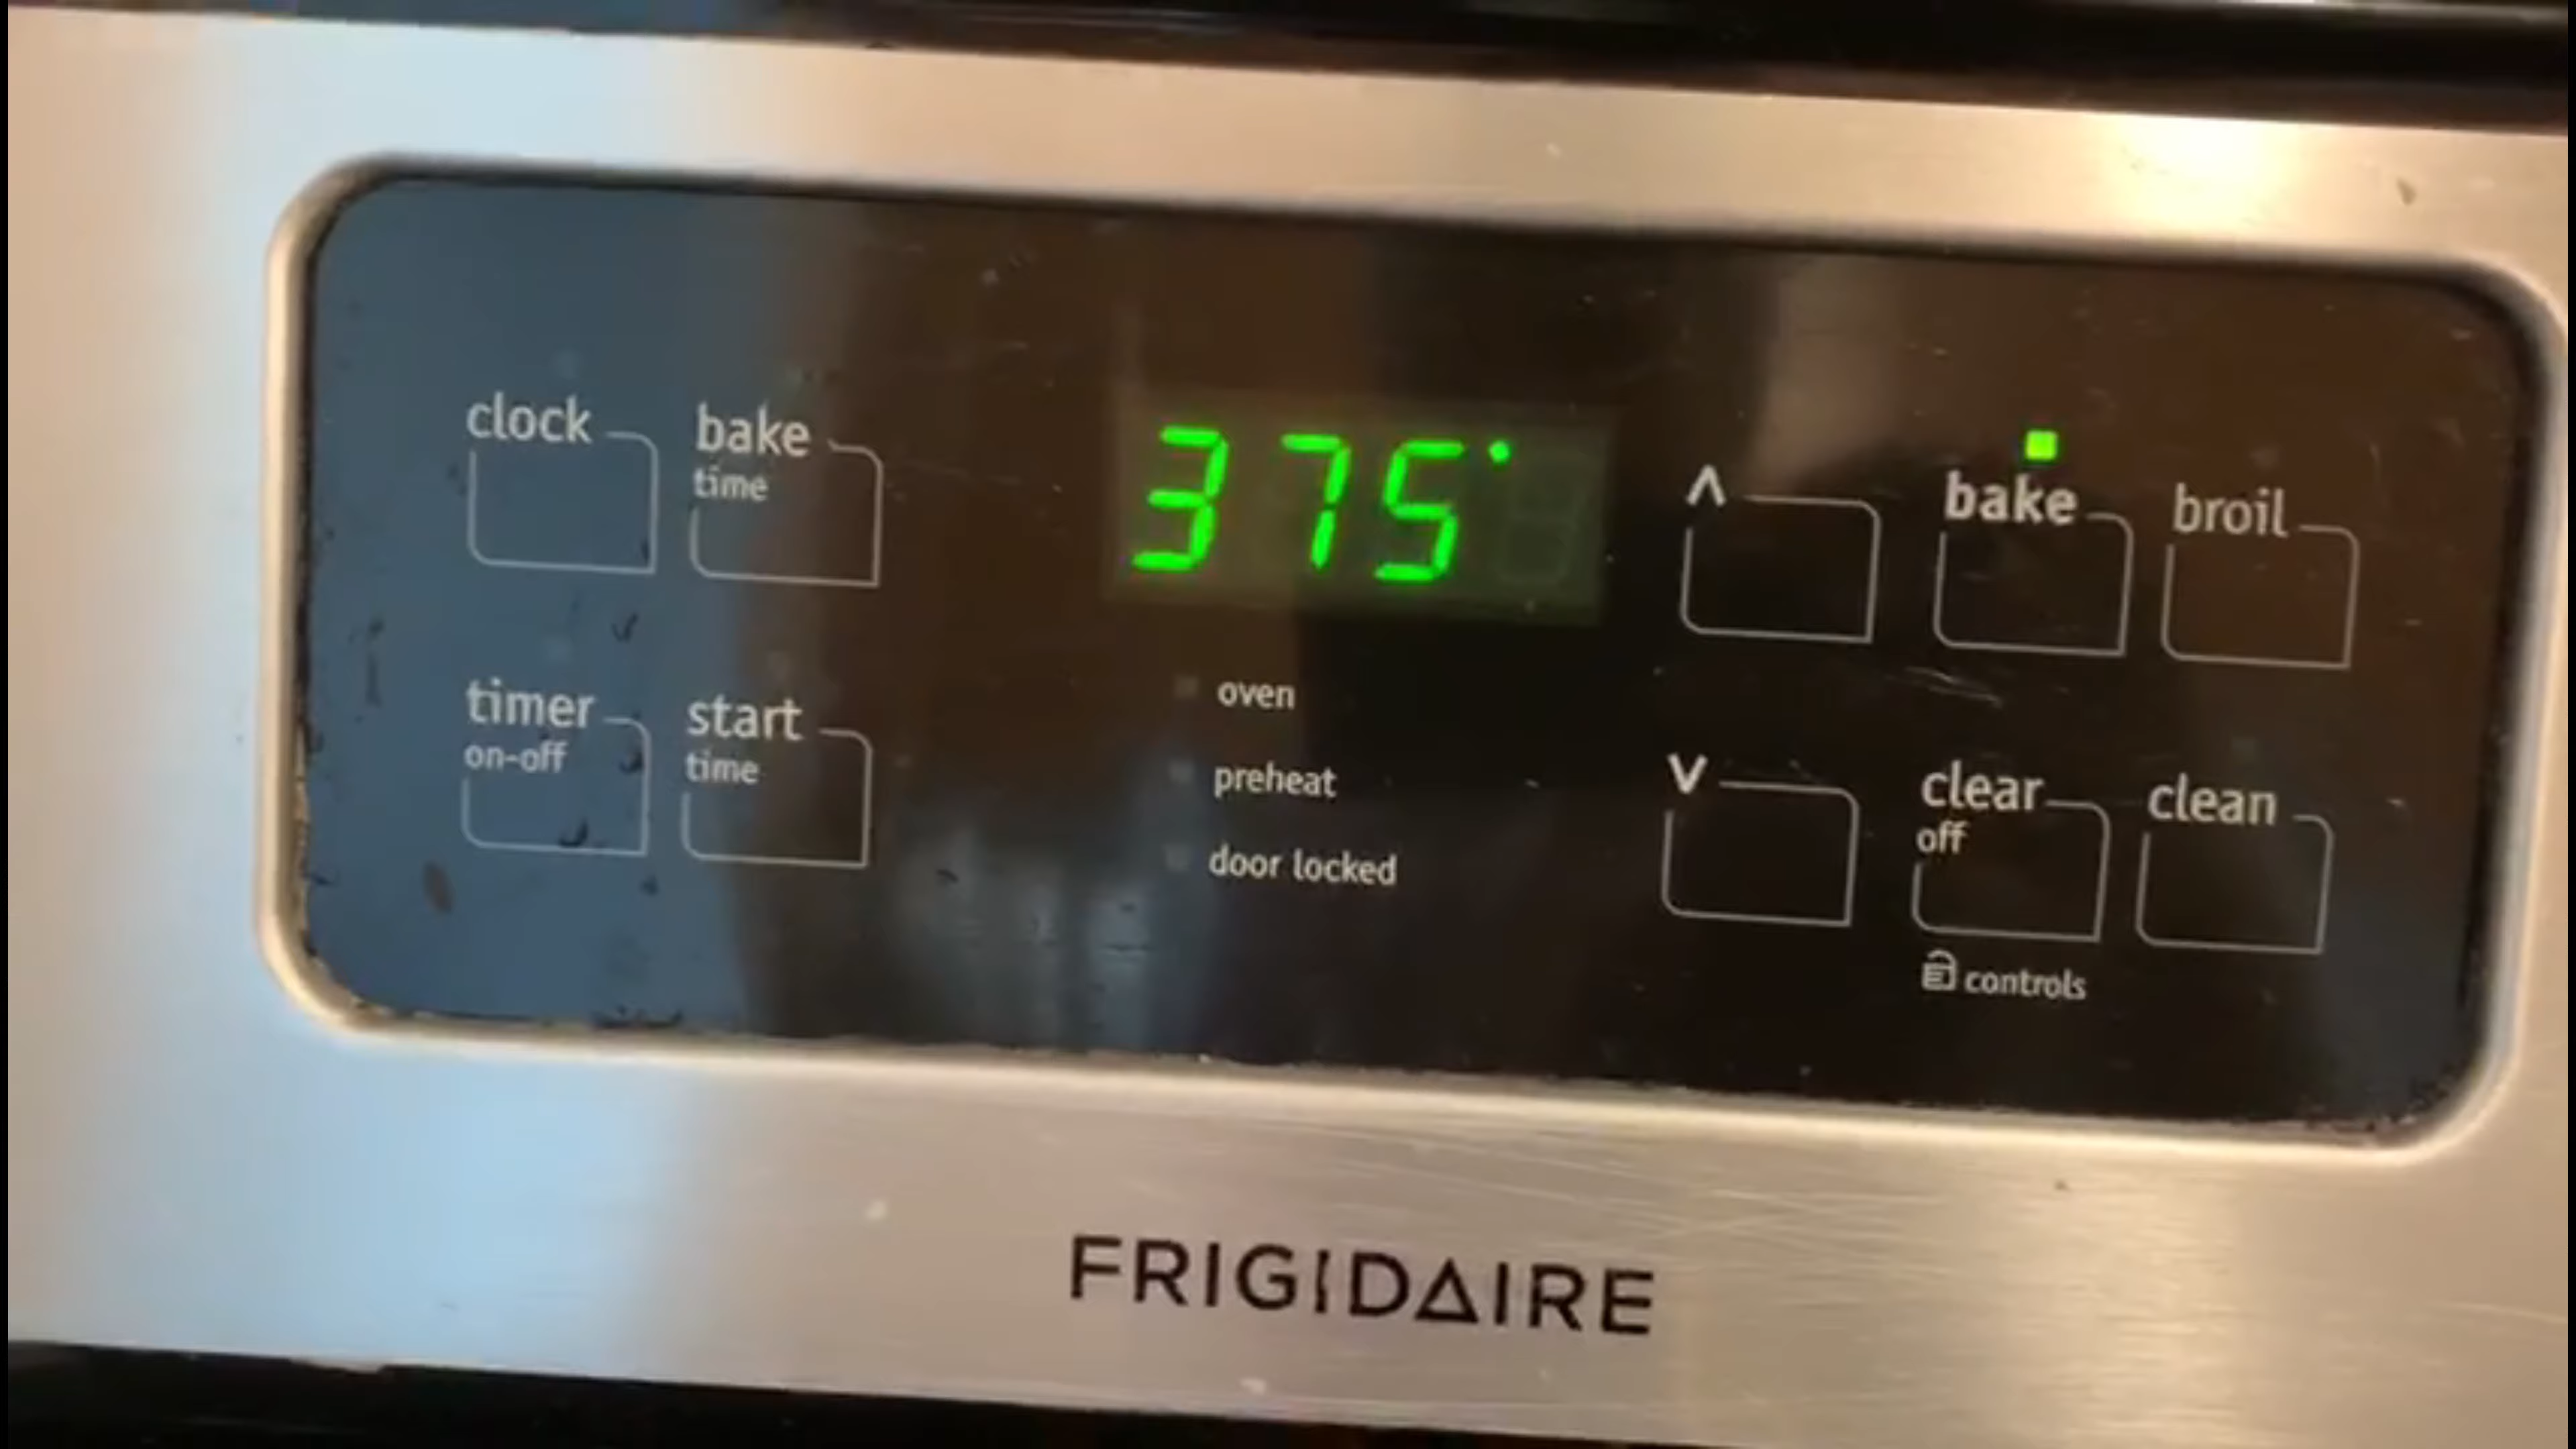 clock
bake
time
375°
^
bake
broil
timer
on-off
start
time
oven
preheat
door locked
v
clear
off
clean
controls
FRIGIDAIRE